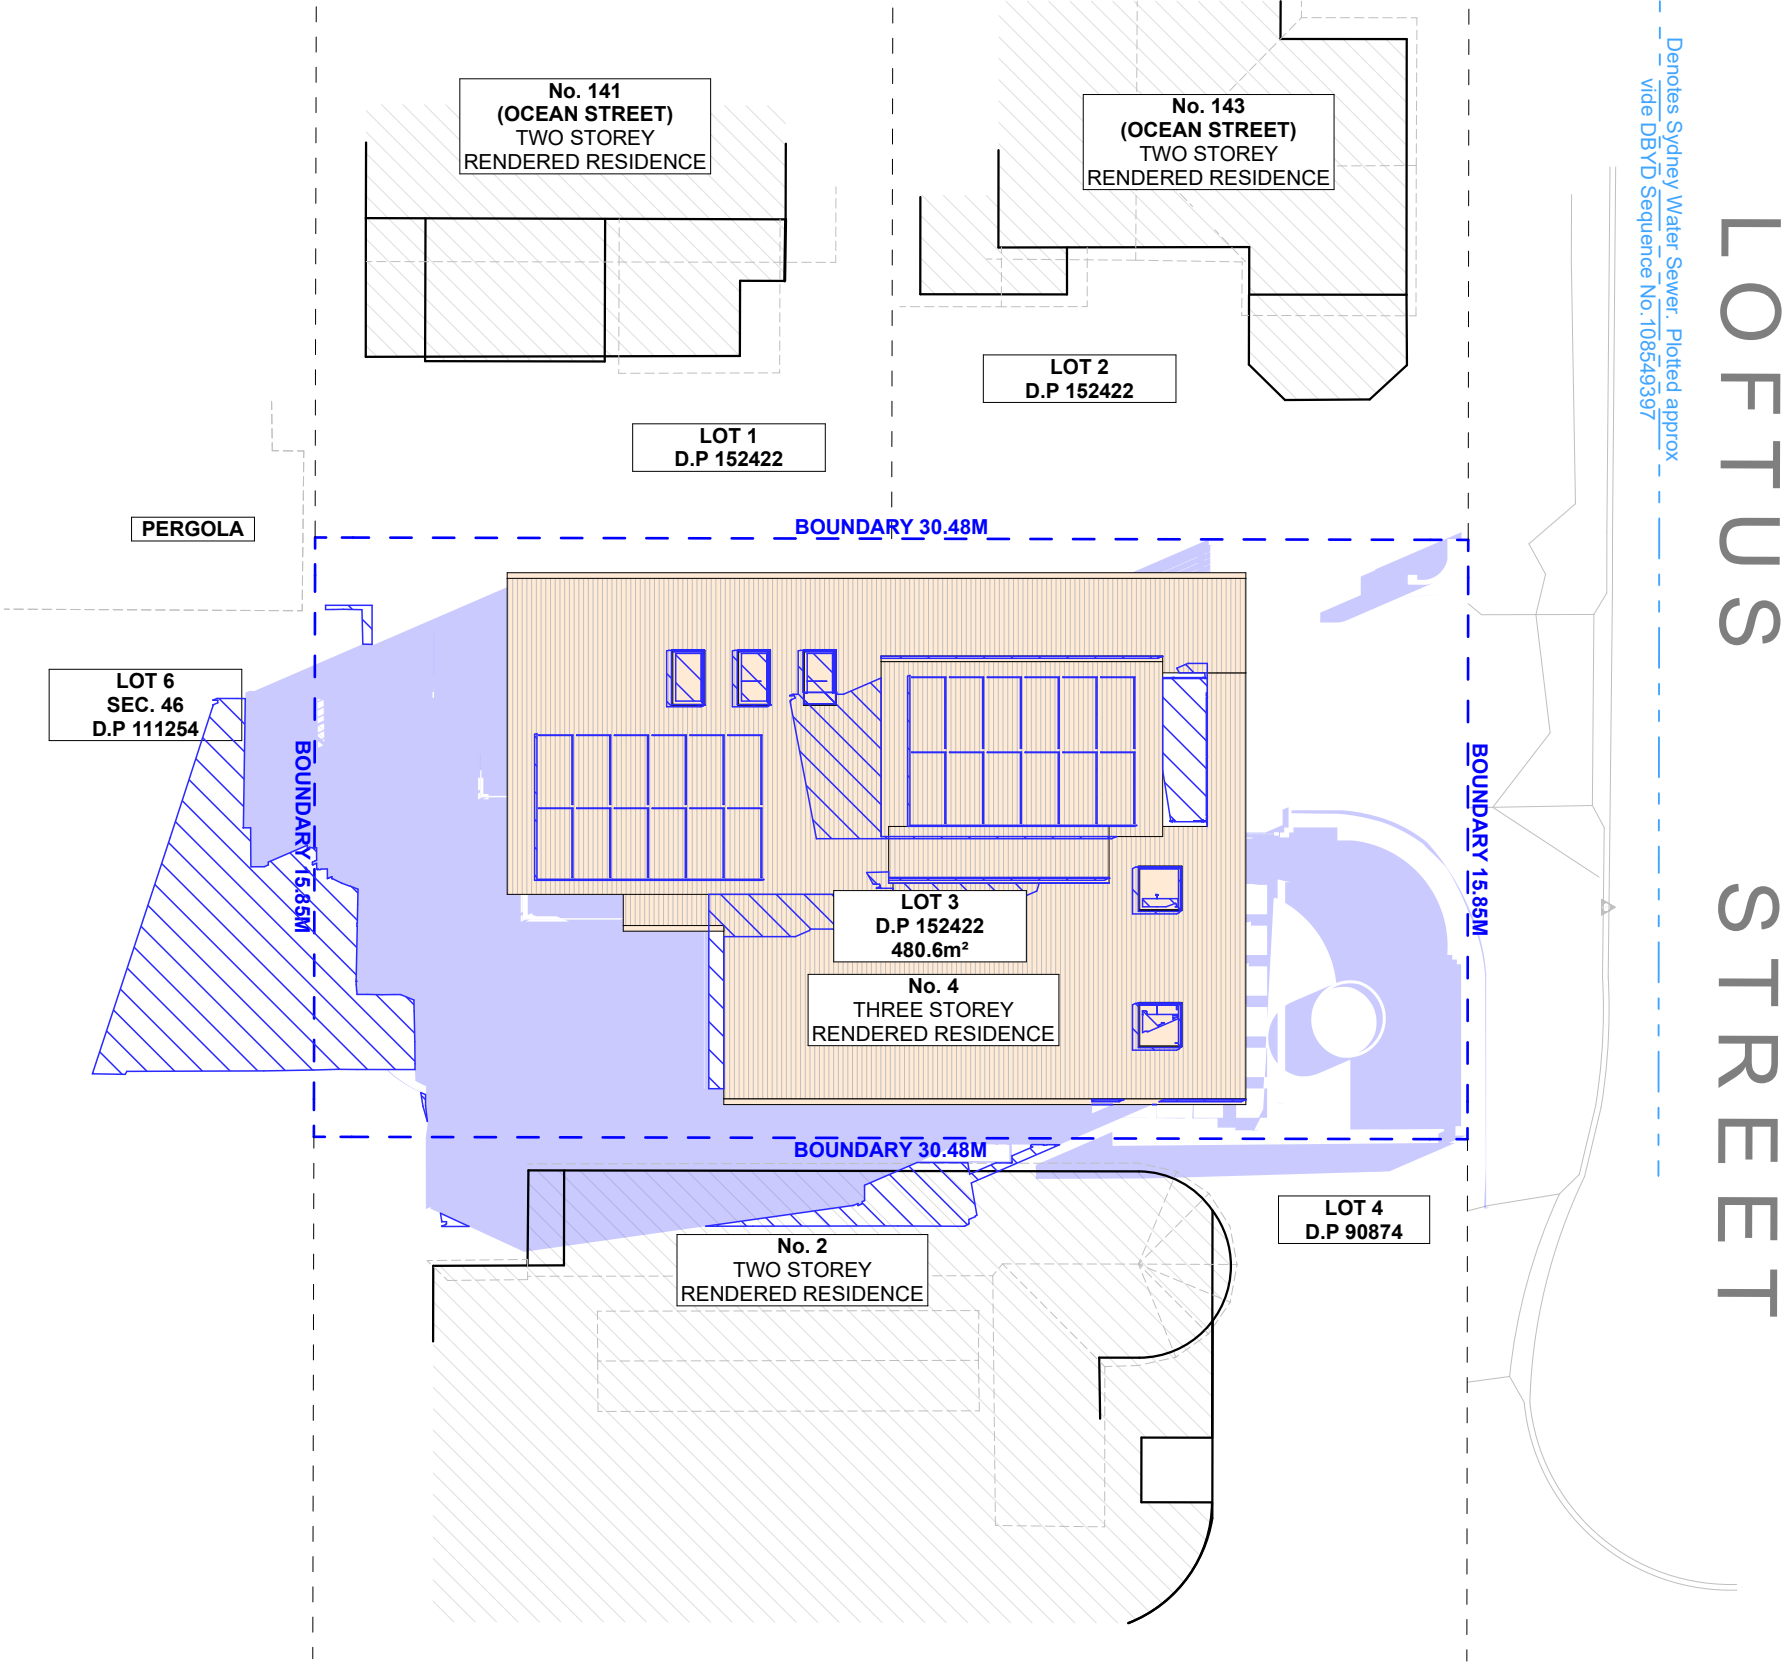 No. 141
(OCEAN STREET)
TWO STOREY
RENDERED RESIDENCE
No. 143
(OCEAN STREET)
TWO STOREY
RENDERED RESIDENCE
Denotes Sydney Water Sewer. Plotted approx
vide DBYD Sequence No.108549397
LOFTUS STREET
LOT 2
D.P 152422
LOT 1
D.P 152422
PERGOLA
BOUNDARY 30.48M
LOT 6
SEC. 46
D.P 111254
BOUNDARY 15.85M
BOUNDARY 15.85M
LOT 3
D.P 152422
480.6m²
No. 4
THREE STOREY
RENDERED RESIDENCE
BOUNDARY 30.48M
LOT 4
D.P 90874
No. 2
TWO STOREY
RENDERED RESIDENCE